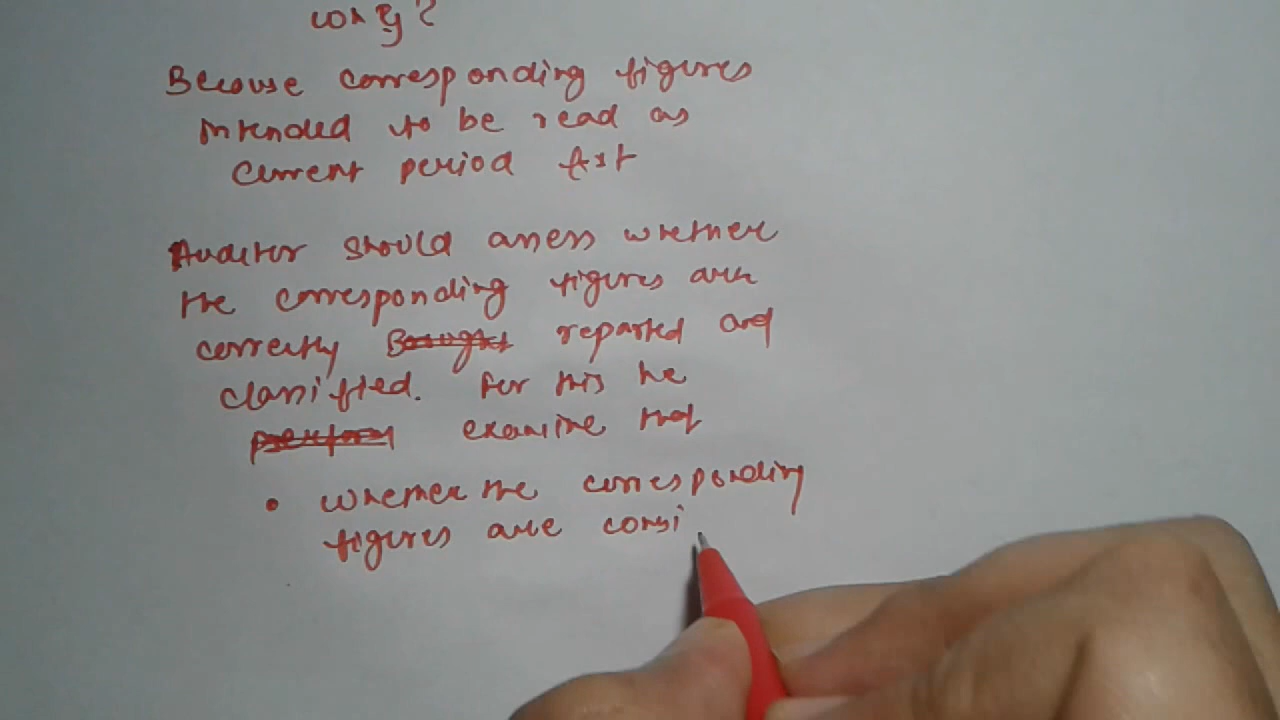 Because corresponding figures
intended to be read as
current period
Auditor should assess whether
the corresponding figures are
correctly reported and
classified. For this he
examine that
• whether the corresponding
figures are consi